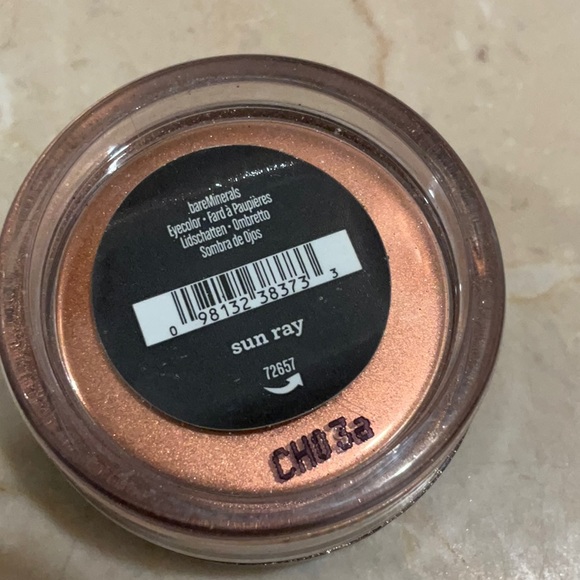 bareMinerals
Eyecolor • Fard à Paupières
Lidschatten • Ombretto
Sombra de Ojos
0 98132 38373 3
sun ray
72657
CH03a